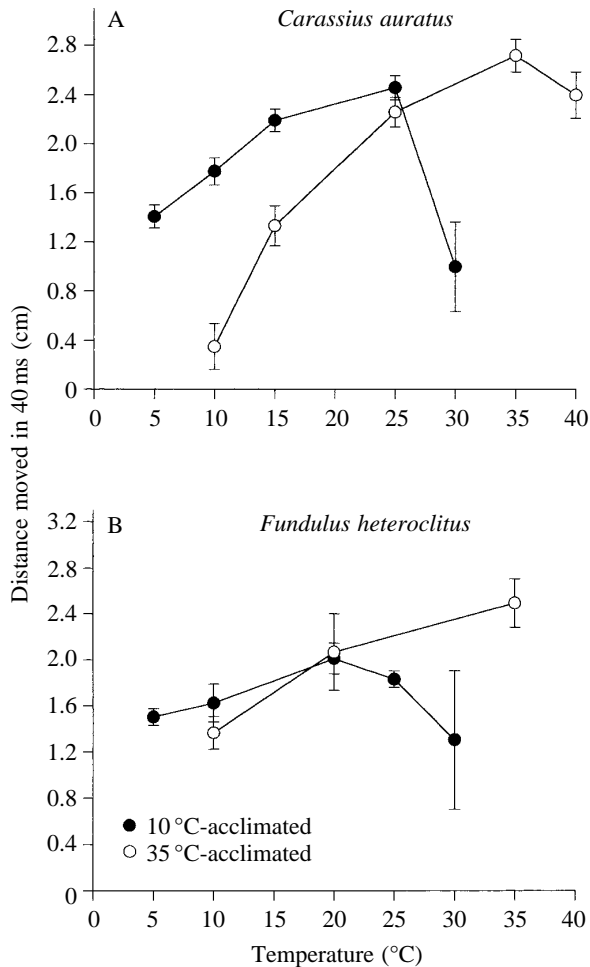 A
Carassius auratus
2.8
2.4
2.0
1.6
1.2
0.8
0.4
0
0 5 10 15 20 25 30 35 40
Distance moved in 40 ms (cm)
B
Fundulus heteroclitus
3.2
2.8
2.4
2.0
1.6
1.2
0.8
0.4
0
10 °C-acclimated
35 °C-acclimated
0 5 10 15 20 25 30 35 40
Temperature (°C)